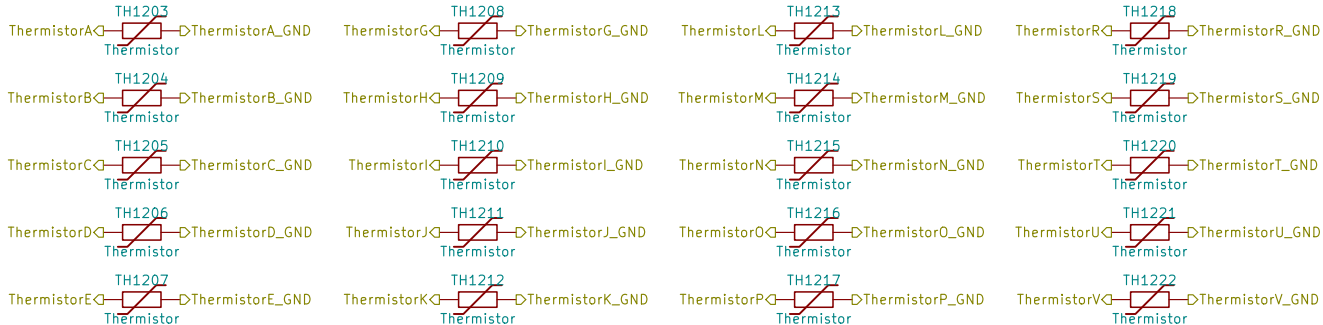 TH1203 TH1208 TH1213 TH1218
ThermistorA ThermistorA_GND ThermistorG ThermistorG_GND ThermistorL ThermistorL_GND ThermistorR ThermistorR_GND
Thermistor Thermistor Thermistor Thermistor
TH1204 TH1209 TH1214 TH1219
ThermistorB ThermistorB_GND ThermistorH ThermistorH_GND ThermistorM ThermistorM_GND ThermistorS ThermistorS_GND
Thermistor Thermistor Thermistor Thermistor
TH1205 TH1210 TH1215 TH1220
ThermistorC ThermistorC_GND ThermistorI ThermistorI_GND ThermistorN ThermistorN_GND ThermistorT ThermistorT_GND
Thermistor Thermistor Thermistor Thermistor
TH1206 TH1211 TH1216 TH1221
ThermistorD ThermistorD_GND ThermistorJ ThermistorJ_GND ThermistorO ThermistorO_GND ThermistorU ThermistorU_GND
Thermistor Thermistor Thermistor Thermistor
TH1207 TH1212 TH1217 TH1222
ThermistorE ThermistorE_GND ThermistorK ThermistorK_GND ThermistorP ThermistorP_GND ThermistorV ThermistorV_GND
Thermistor Thermistor Thermistor Thermistor